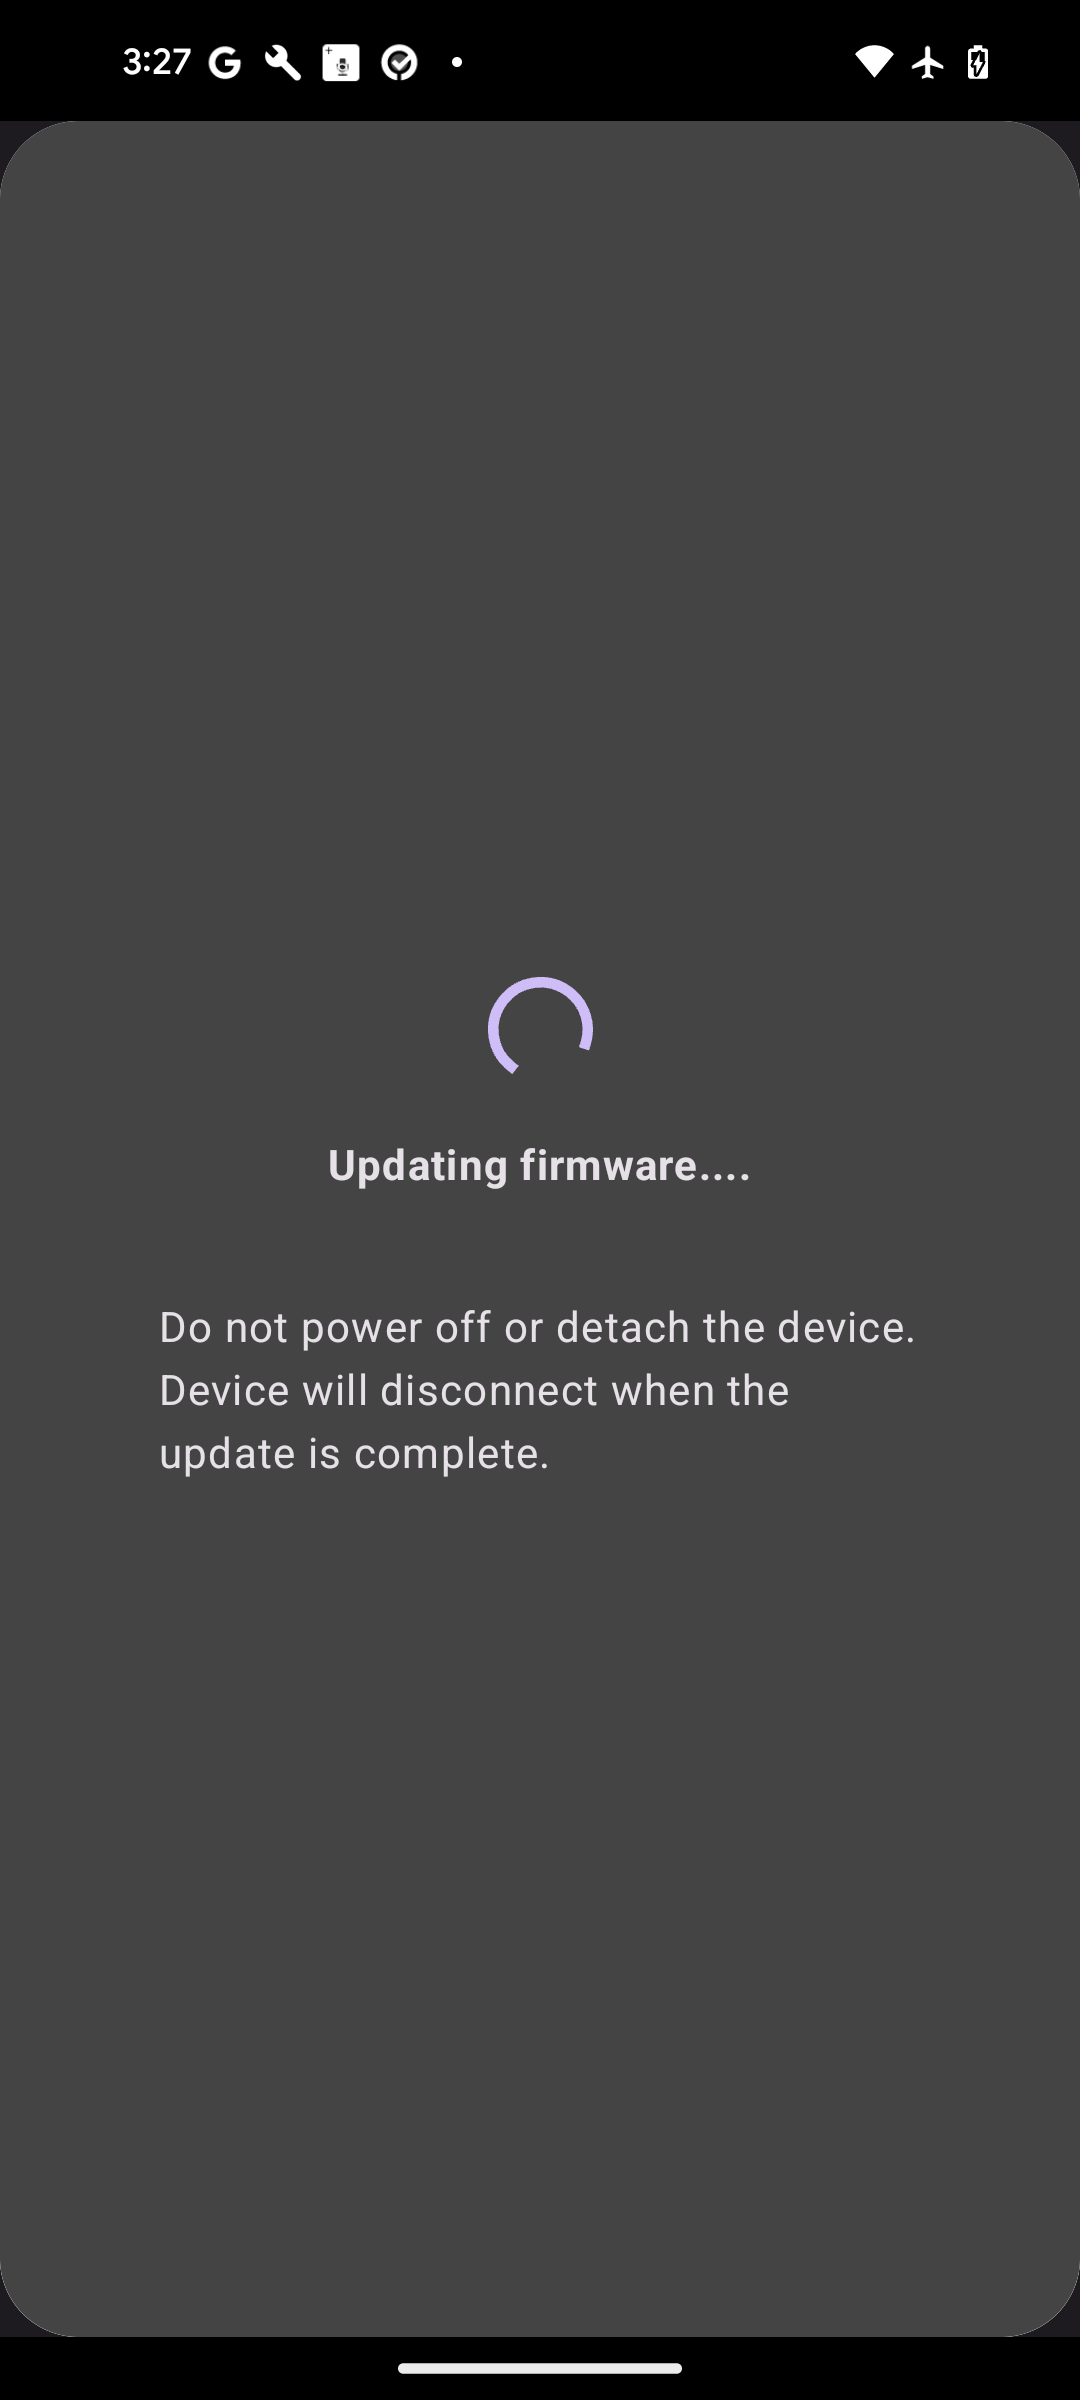 3:27
Updating firmware....
Do not power off or detach the device.
Device will disconnect when the
update is complete.